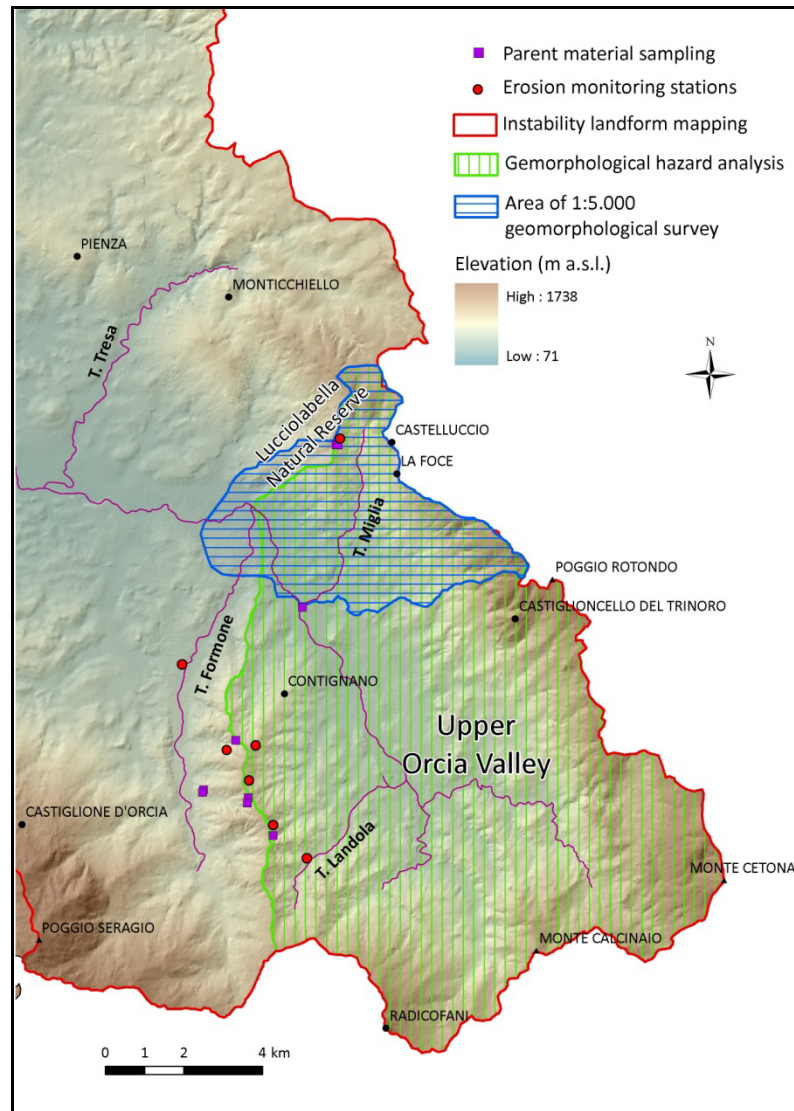 Parent material sampling
Erosion monitoring stations
Instability landform mapping
Gemorphological hazard analysis
Area of 1:5.000
geomorphological survey
Elevation (m a.s.l.)
High : 1738
Low : 71
N
PIENZA
MONTICCHIELLO
T. Tresa
Lucciolabella
Natural Reserve
CASTELLUCCIO
LA FOCE
T. Miglia
POGGIO ROTONDO
CASTIGLIONCELLO DEL TRINORO
T. Formone
CONTIGNANO
Upper
Orcia Valley
CASTIGLIONE D'ORCIA
T. Landola
MONTE CETONA
POGGIO SERAGIO
MONTE CALCINAIO
RADICOFANI
0 1 2 4 km